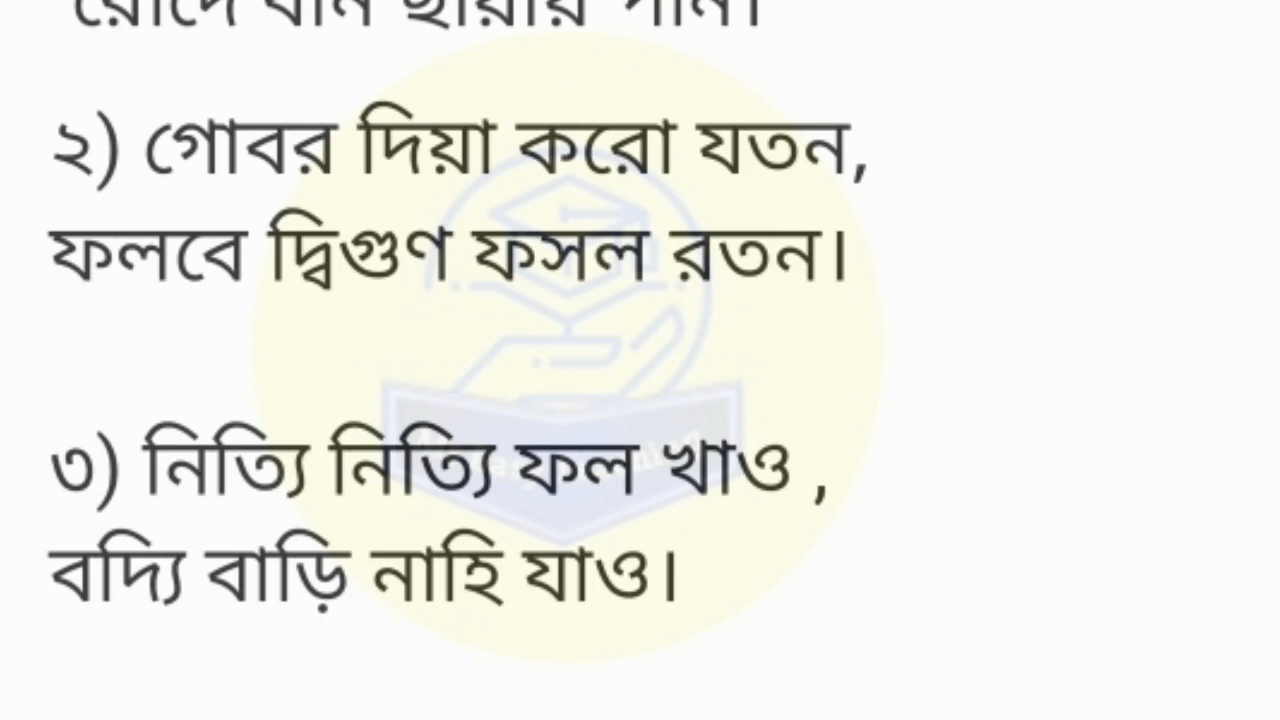 রোদে ধান ছায়ায় পান।
২) গোবর দিয়া করো যতন,
ফলবে দ্বিগুণ ফসল রতন।
৩) নিত্যি নিত্যি ফল খাও ,
বদ্যি বাড়ি নাহি যাও।